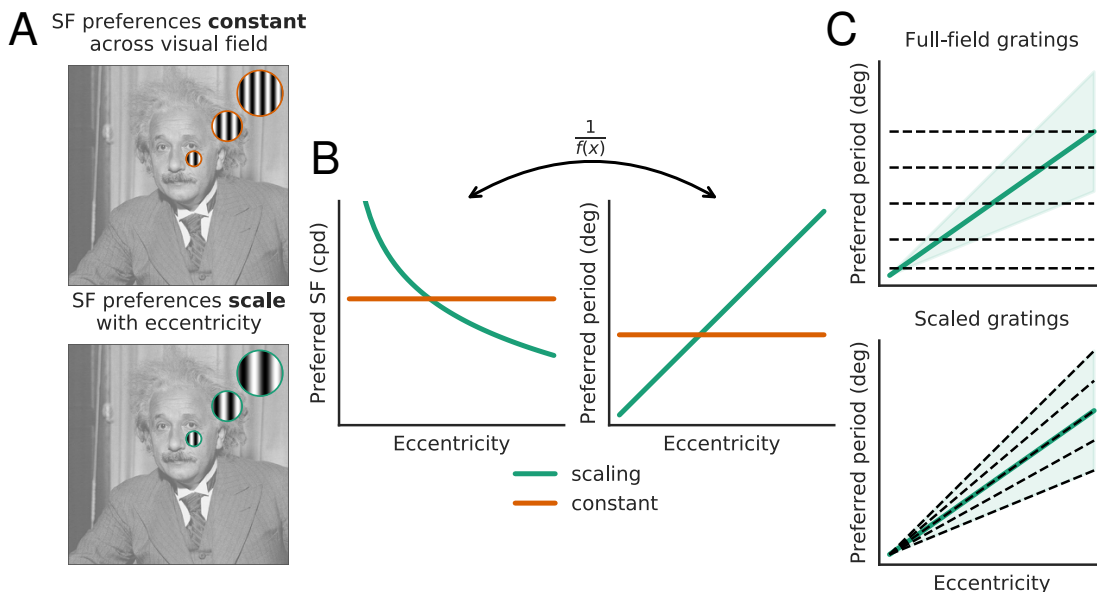 A
SF preferences constant
across visual field
SF preferences scale
with eccentricity
B
1
f(x)
Preferred SF (cpd)
Eccentricity
Preferred period (deg)
Eccentricity
scaling
constant
C
Full-field gratings
Preferred period (deg)
Scaled gratings
Preferred period (deg)
Eccentricity